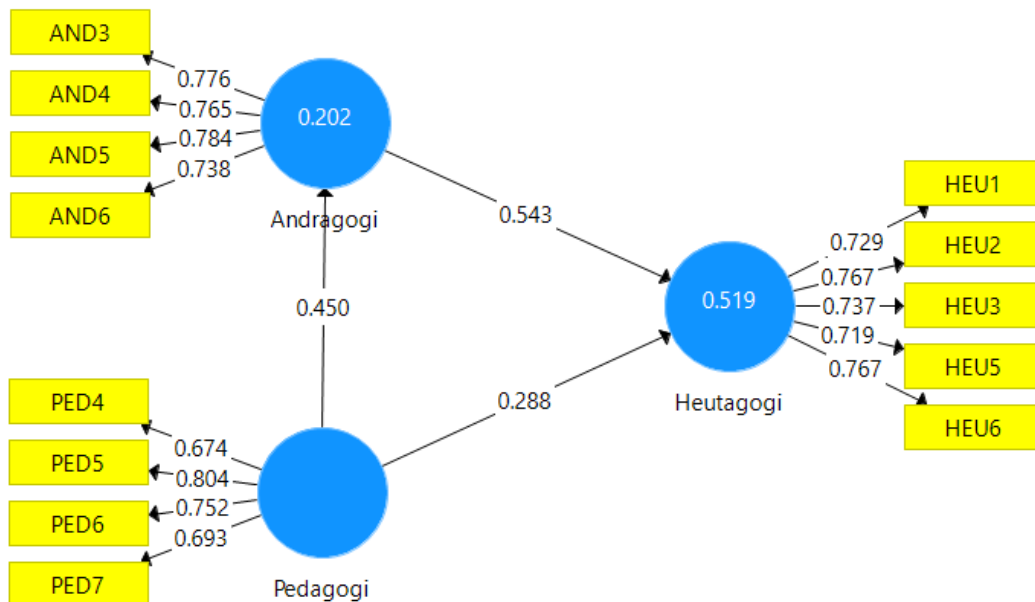 AND3
AND4
AND5
AND6
0.776
0.765
0.784
0.738
0.202
Andragogi
0.543
0.450
0.288
PED4
PED5
PED6
PED7
0.674
0.804
0.752
0.693
Pedagogi
0.519
Heutagogi
0.729
0.767
0.737
0.719
0.767
HEU1
HEU2
HEU3
HEU5
HEU6